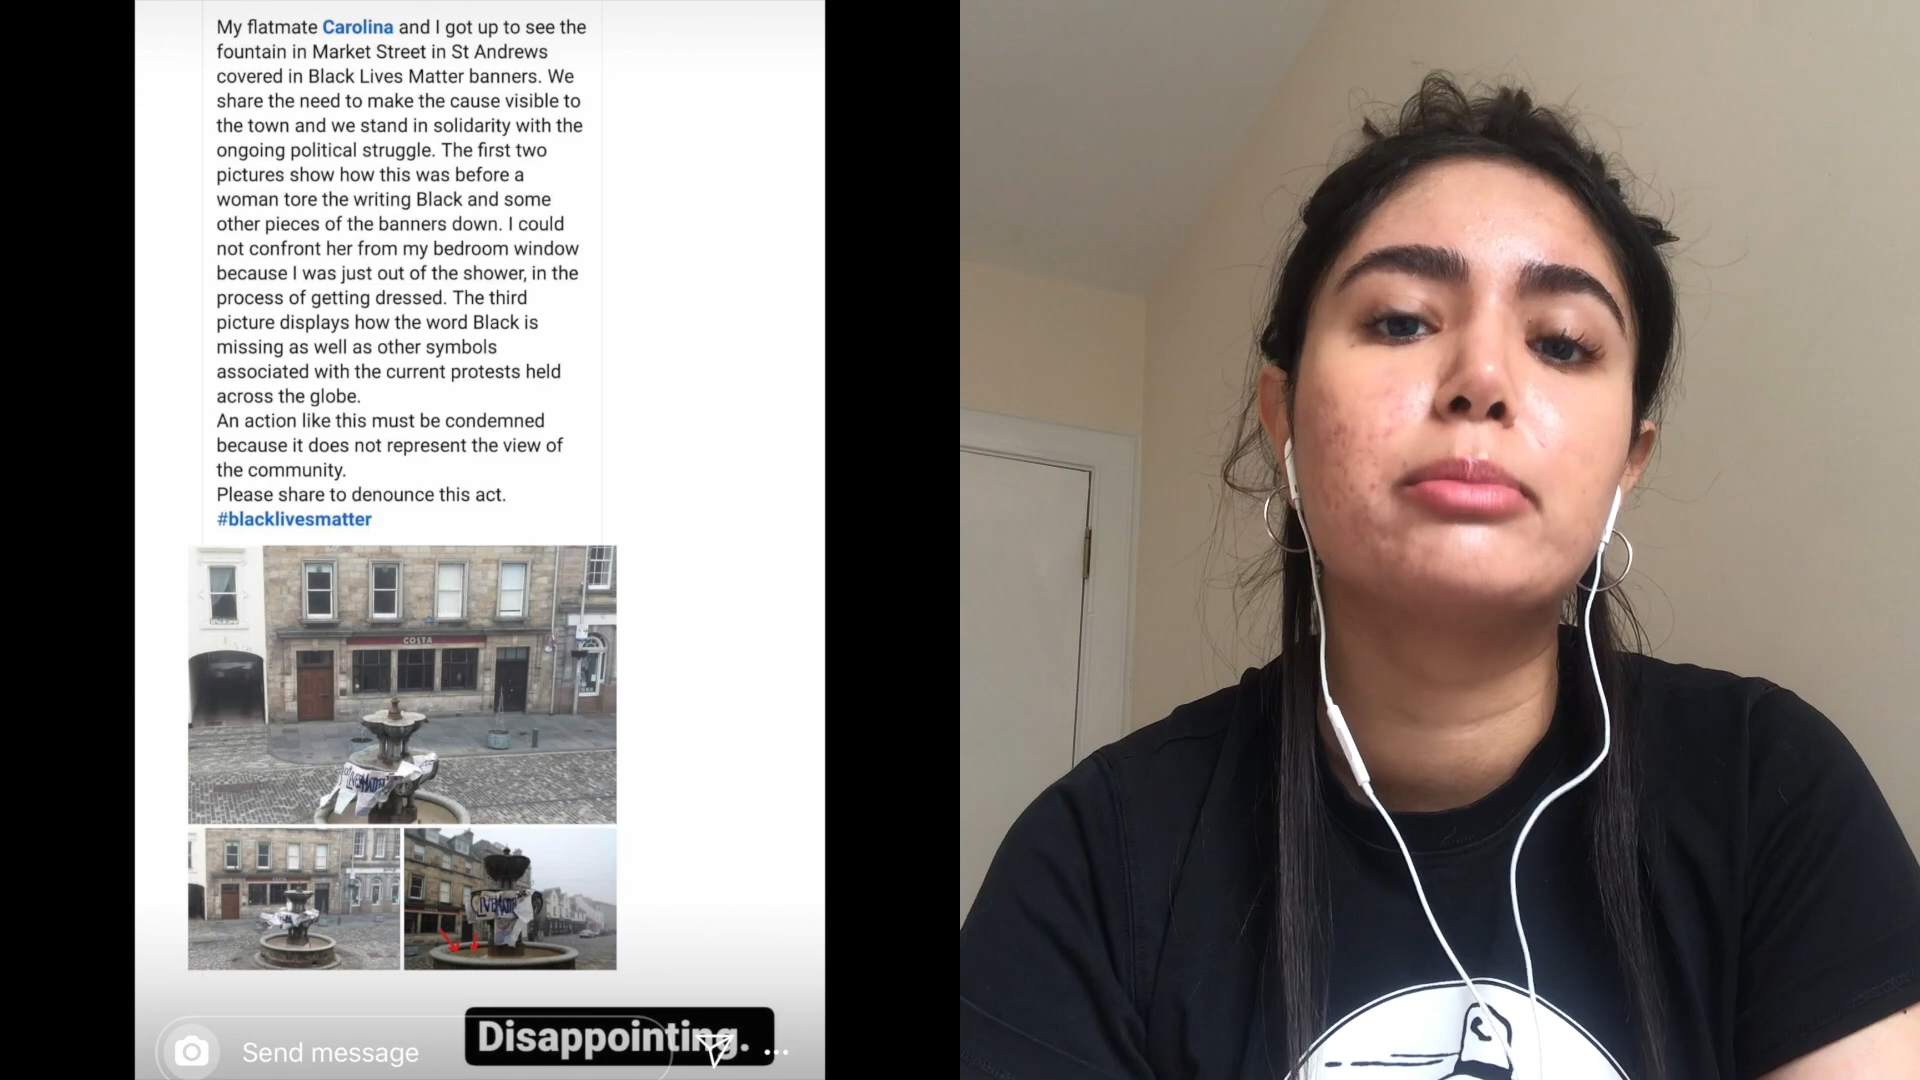 My flatmate Carolina and I got up to see the
fountain in Market Street in St Andrews
covered in Black Lives Matter banners. We
share the need to make the cause visible to
the town and we stand in solidarity with the
ongoing political struggle. The first two
pictures show how this was before a
woman tore the writing Black and some
other pieces of the banners down. I could
not confront her from my bedroom window
because I was just out of the shower, in the
process of getting dressed. The third
picture displays how the word Black is
missing as well as other symbols
associated with the current protests held
across the globe.
An action like this must be condemned
because it does not represent the view of
the community.
Please share to denounce this act.
#blacklivesmatter
COSTA
LIVES MATTER
Send message
Disappointing.